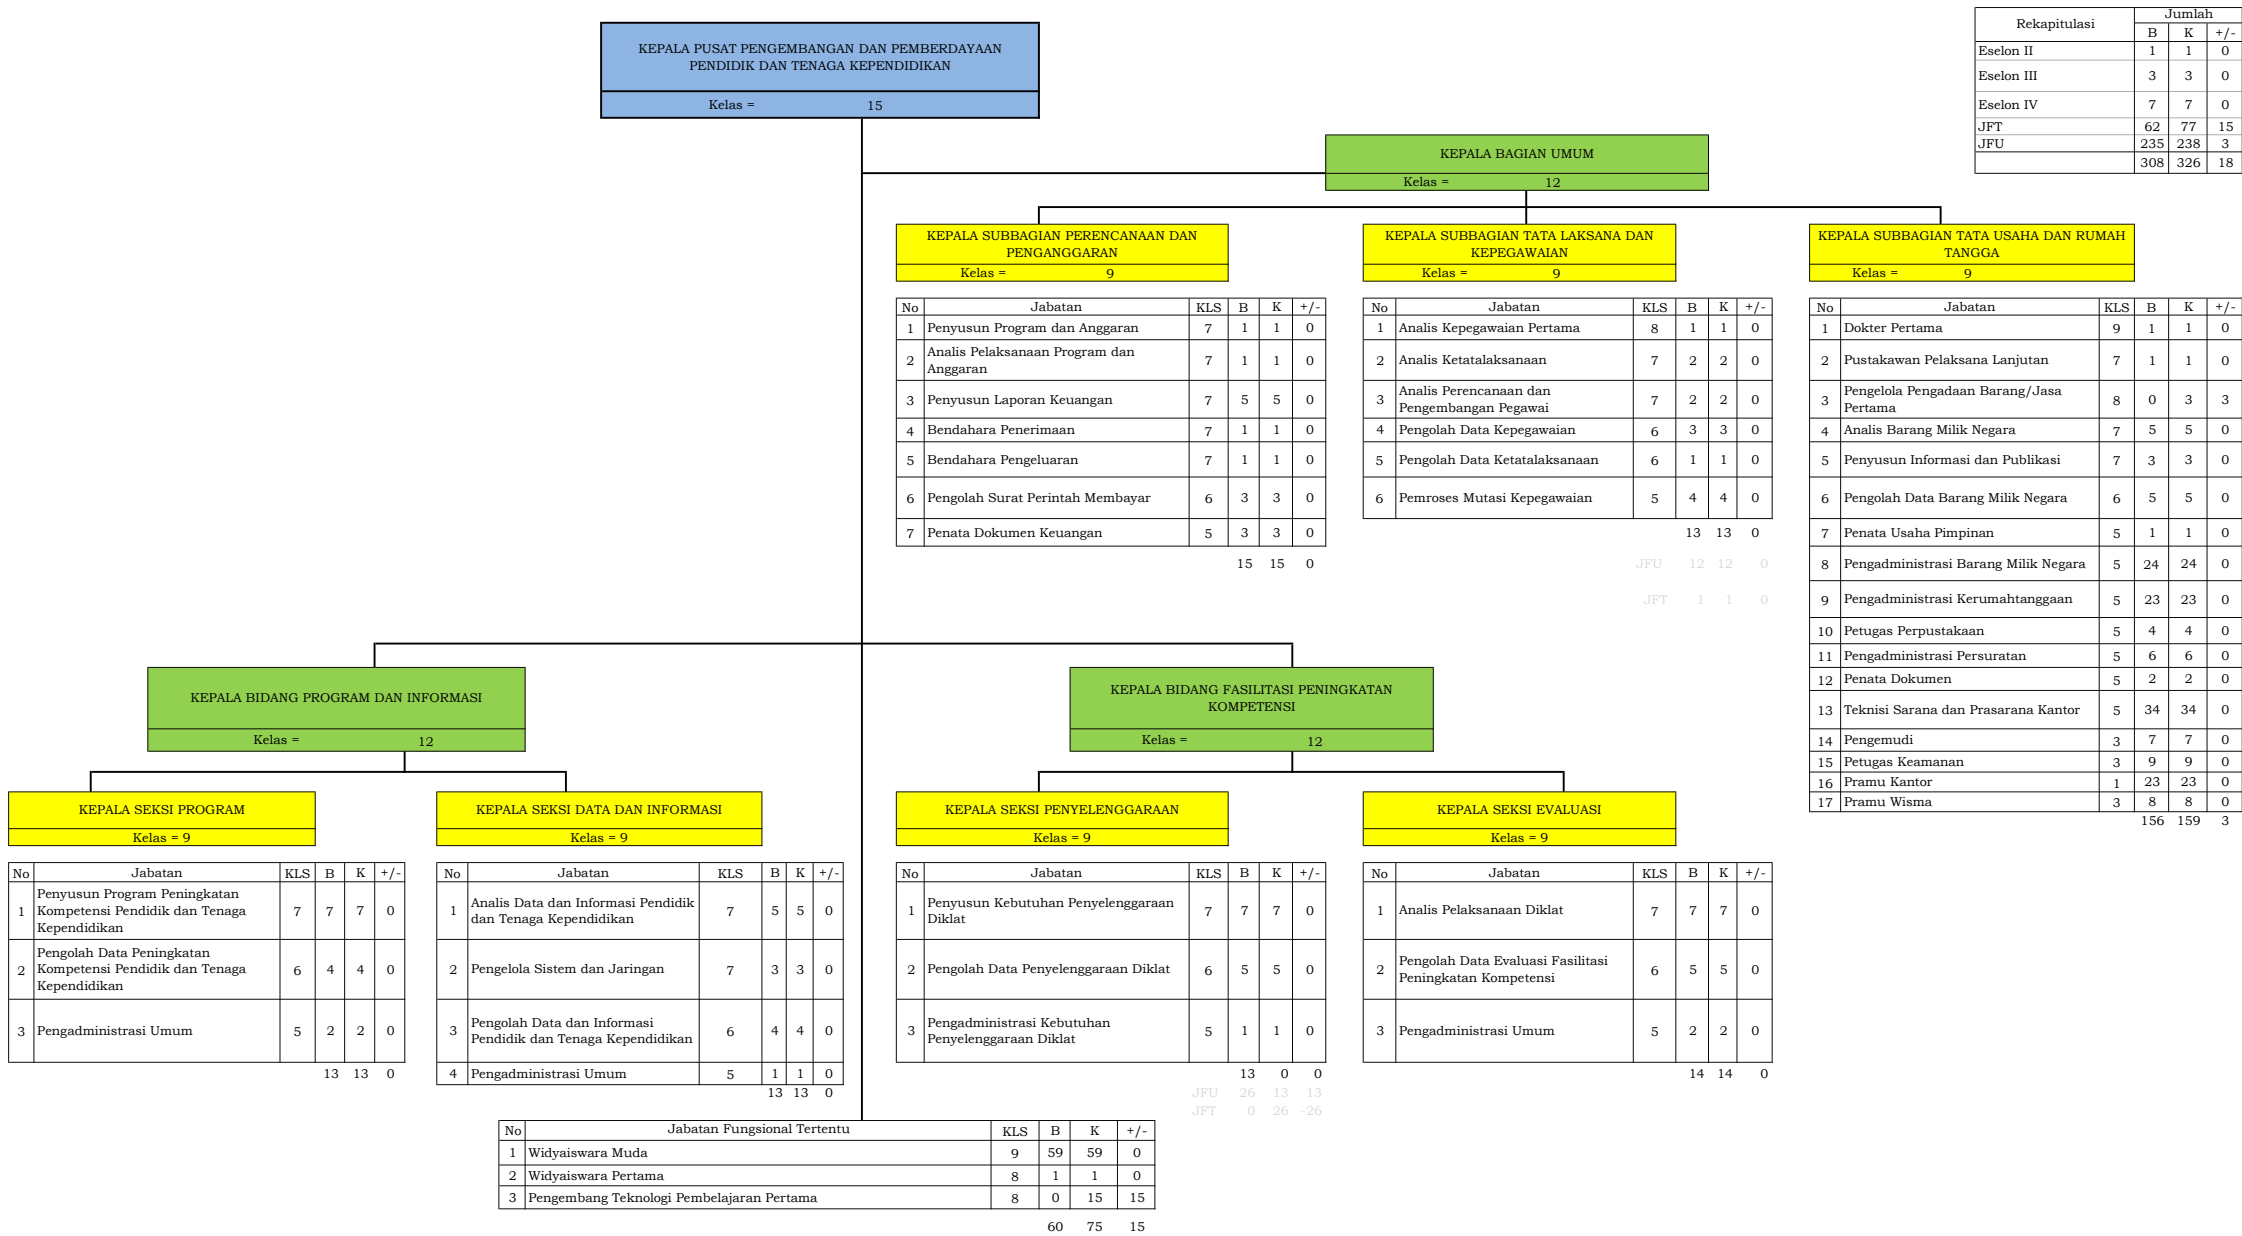 KEPALA PUSAT PENGEMBANGAN DAN PEMBERDAYAAN
PENDIDIK DAN TENAGA KEPENDIDIKAN
Kelas = 15
Rekapitulasi Jumlah
B K +/-
Eselon II 1 1 0
Eselon III 3 3 0
Eselon IV 7 7 0
JFT 62 77 15
JFU 235 238 3
308 326 18
KEPALA BAGIAN UMUM
Kelas = 12
KEPALA SUBBAGIAN PERENCANAAN DAN
PENGANGGARAN
Kelas = 9
No Jabatan KLS B K +/-
1 Penyusun Program dan Anggaran 7 1 1 0
2 Analis Pelaksanaan Program dan
Anggaran 7 1 1 0
3 Penyusun Laporan Keuangan 7 5 5 0
4 Bendahara Penerimaan 7 1 1 0
5 Bendahara Pengeluaran 7 1 1 0
6 Pengolah Surat Perintah Membayar 6 3 3 0
7 Penata Dokumen Keuangan 5 3 3 0
15 15 0
KEPALA SUBBAGIAN TATA LAKSANA DAN
KEPEGAWAIAN
Kelas = 9
No Jabatan KLS B K +/-
1 Analis Kepegawaian Pertama 8 1 1 0
2 Analis Ketatalaksanaan 7 2 2 0
3 Analis Perencanaan dan
Pengembangan Pegawai 7 2 2 0
4 Pengolah Data Kepegawaian 6 3 3 0
5 Pengolah Data Ketatalaksanaan 6 1 1 0
6 Pemroses Mutasi Kepegawaian 5 4 4 0
13 13 0
JFU 12 12 0
JFT 1 1 0
KEPALA SUBBAGIAN TATA USAHA DAN RUMAH
TANGGA
Kelas = 9
No Jabatan KLS B K +/-
1 Dokter Pertama 9 1 1 0
2 Pustakawan Pelaksana Lanjutan 7 1 1 0
3 Pengelola Pengadaan Barang/Jasa
Pertama 8 0 3 3
4 Analis Barang Milik Negara 7 5 5 0
5 Penyusun Informasi dan Publikasi 7 3 3 0
6 Pengolah Data Barang Milik Negara 6 5 5 0
7 Penata Usaha Pimpinan 5 1 1 0
8 Pengadministrasi Barang Milik Negara 5 24 24 0
9 Pengadministrasi Kerumahtanggaan 5 23 23 0
10 Petugas Perpustakaan 5 4 4 0
11 Pengadministrasi Persuratan 5 6 6 0
12 Penata Dokumen 5 2 2 0
13 Teknisi Sarana dan Prasarana Kantor 5 34 34 0
14 Pengemudi 3 7 7 0
15 Petugas Keamanan 3 9 9 0
16 Pramu Kantor 1 23 23 0
17 Pramu Wisma 3 8 8 0
156 159 3
KEPALA BIDANG PROGRAM DAN INFORMASI
Kelas = 12
KEPALA BIDANG FASILITASI PENINGKATAN
KOMPETENSI
Kelas = 12
KEPALA SEKSI PROGRAM
Kelas = 9
No Jabatan KLS B K +/-
1 Penyusun Program Peningkatan
Kompetensi Pendidik dan Tenaga
Kependidikan 7 7 7 0
2 Pengolah Data Peningkatan
Kompetensi Pendidik dan Tenaga
Kependidikan 6 4 4 0
3 Pengadministrasi Umum 5 2 2 0
13 13 0
KEPALA SEKSI DATA DAN INFORMASI
Kelas = 9
No Jabatan KLS B K +/-
1 Analis Data dan Informasi Pendidik
dan Tenaga Kependidikan 7 5 5 0
2 Pengelola Sistem dan Jaringan 7 3 3 0
3 Pengolah Data dan Informasi
Pendidik dan Tenaga Kependidikan 6 4 4 0
4 Pengadministrasi Umum 5 1 1 0
13 13 0
KEPALA SEKSI PENYELENGGARAAN
Kelas = 9
No Jabatan KLS B K +/-
1 Penyusun Kebutuhan Penyelenggaraan
Diklat 7 7 7 0
2 Pengolah Data Penyelenggaraan Diklat 6 5 5 0
3 Pengadministrasi Kebutuhan
Penyelenggaraan Diklat 5 1 1 0
13 0 0
JFU 26 13 13
JFT 0 26 -26
KEPALA SEKSI EVALUASI
Kelas = 9
No Jabatan KLS B K +/-
1 Analis Pelaksanaan Diklat 7 7 7 0
2 Pengolah Data Evaluasi Fasilitasi
Peningkatan Kompetensi 6 5 5 0
3 Pengadministrasi Umum 5 2 2 0
14 14 0
No Jabatan Fungsional Tertentu KLS B K +/-
1 Widyaiswara Muda 9 59 59 0
2 Widyaiswara Pertama 8 1 1 0
3 Pengembang Teknologi Pembelajaran Pertama 8 0 15 15
60 75 15